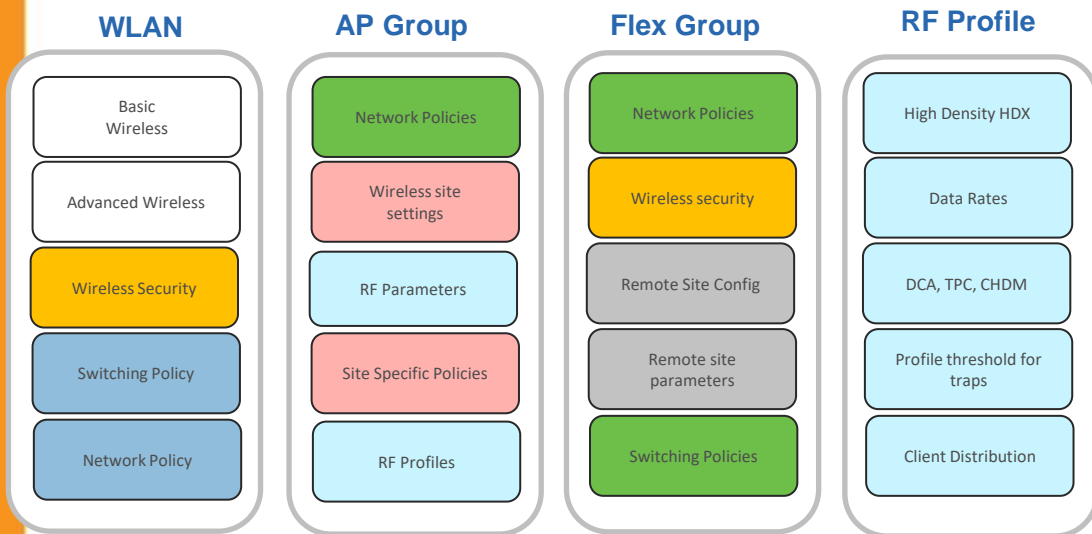 WLAN
Basic
Wireless
Advanced Wireless
Wireless Security
Switching Policy
Network Policy
AP Group
Network Policies
Wireless site
settings
RF Parameters
Site Specific Policies
RF Profiles
Flex Group
Network Policies
Wireless security
Remote Site Config
Remote site
parameters
Switching Policies
RF Profile
High Density HDX
Data Rates
DCA, TPC, CHDM
Profile threshold for
traps
Client Distribution